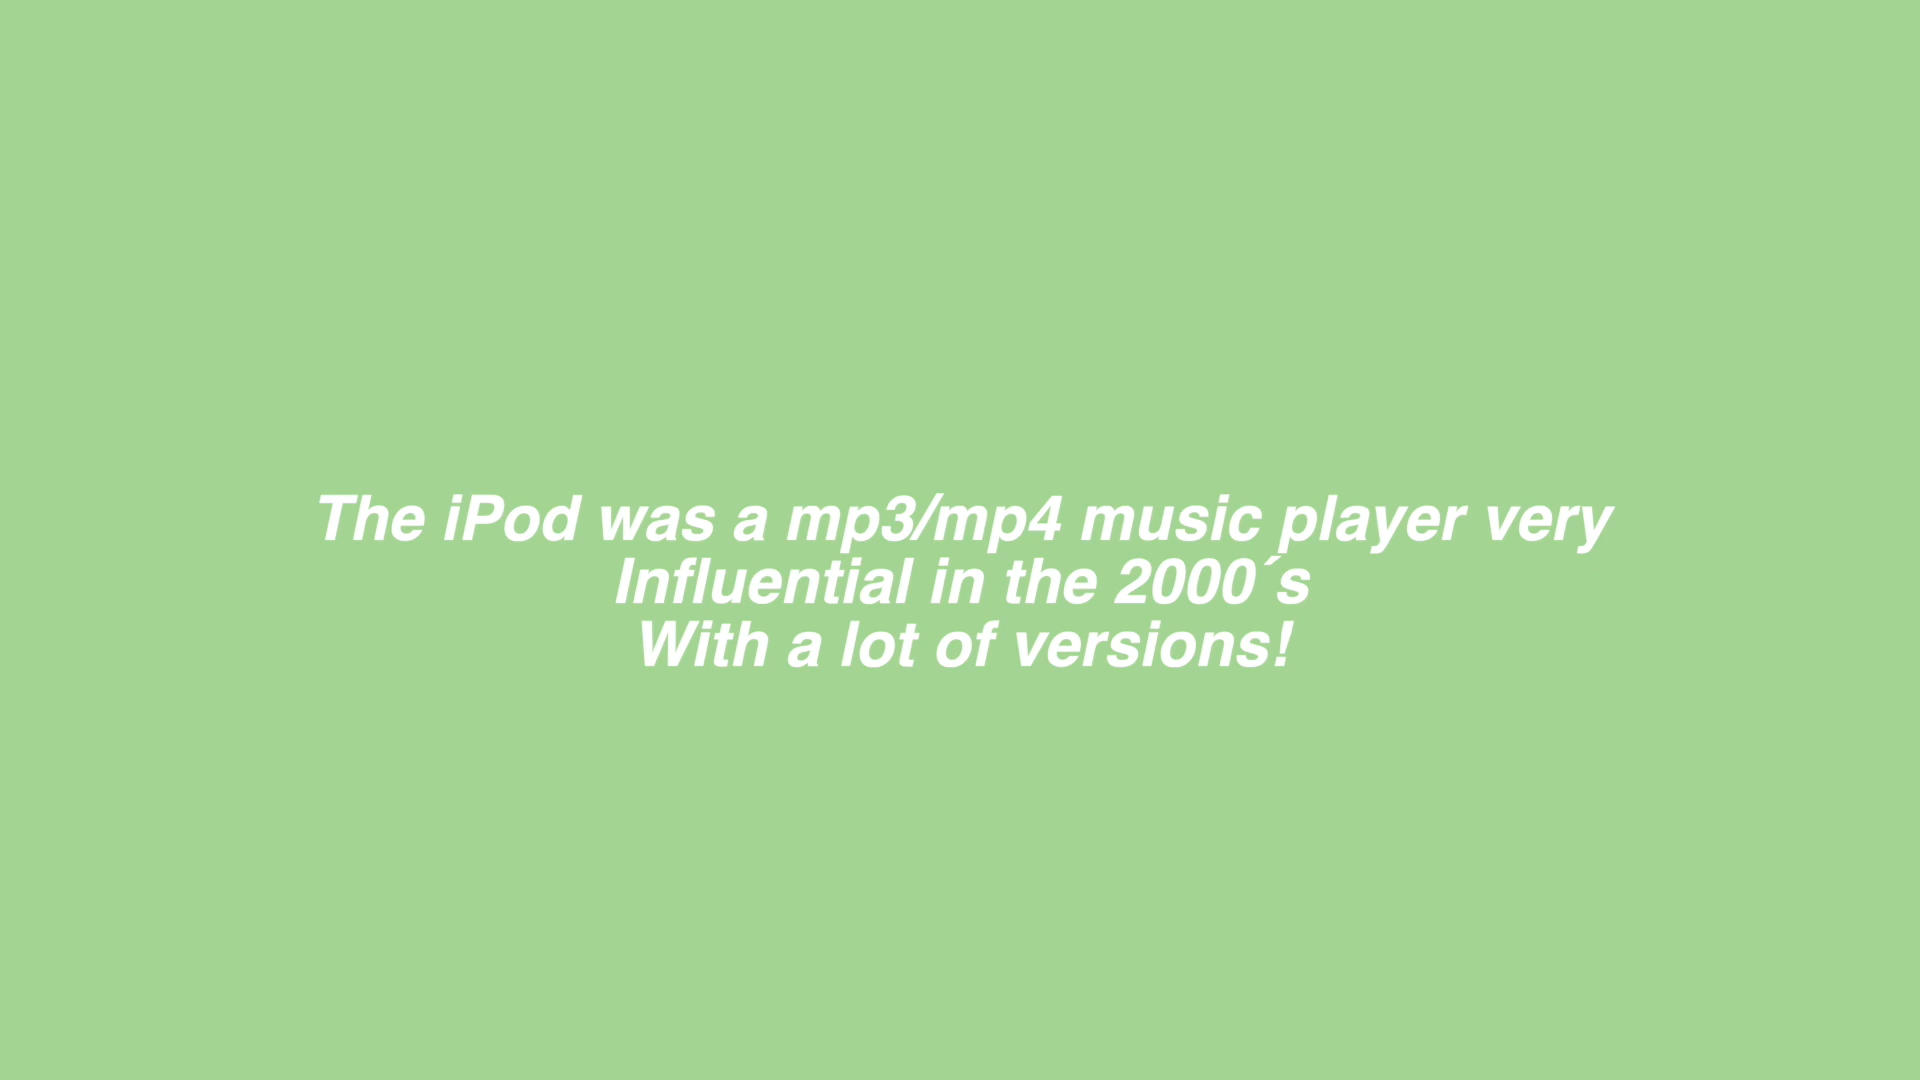 The iPod was a mp3/mp4 music player very
Influential in the 2000´s
With a lot of versions!